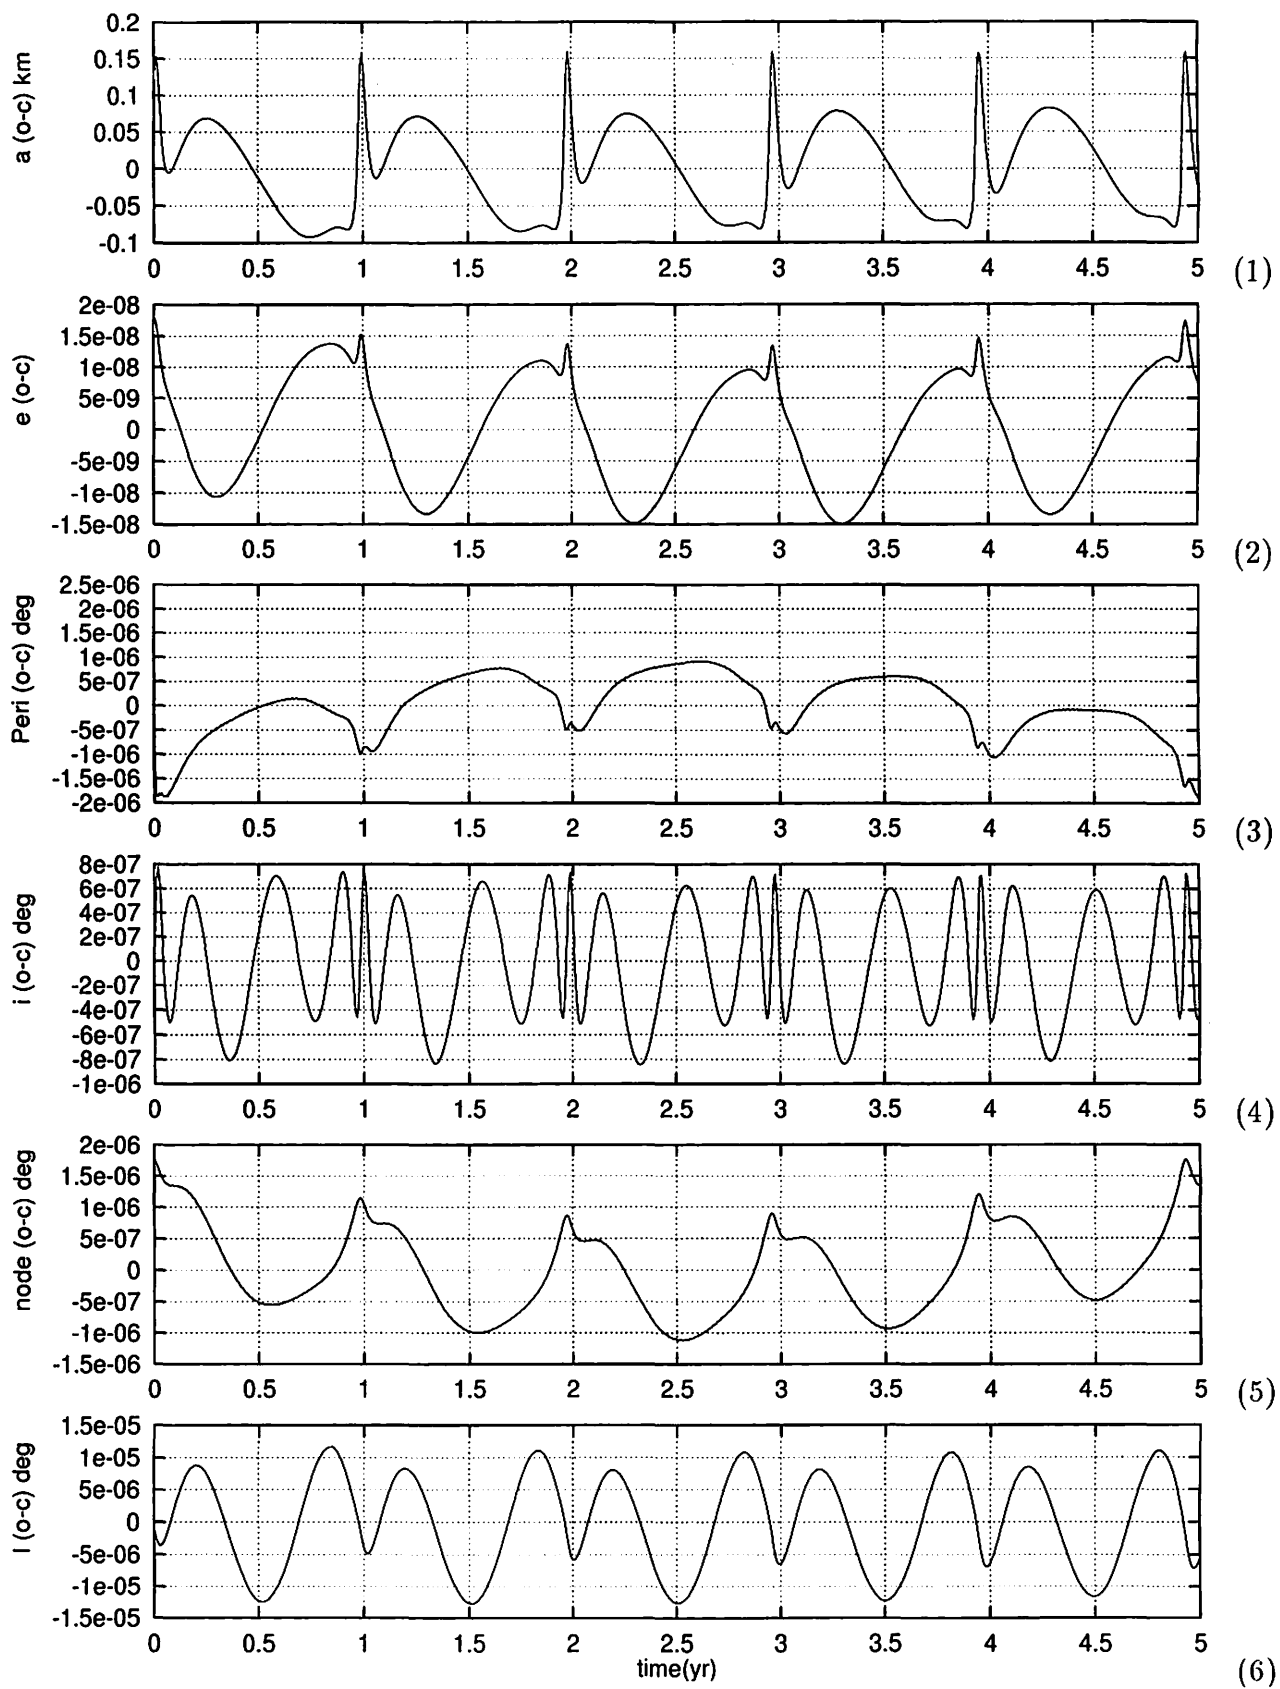 a (o-c) km
0.2
0.15
0.1
0.05
0
-0.05
-0.1
0 0.5 1 1.5 2 2.5 3 3.5 4 4.5 5
(1)
e (o-c)
2e-08
1.5e-08
1e-08
5e-09
0
-5e-09
-1e-08
-1.5e-08
0 0.5 1 1.5 2 2.5 3 3.5 4 4.5 5
(2)
Peri (o-c) deg
2.5e-06
2e-06
1.5e-06
1e-06
5e-07
0
-5e-07
-1e-06
-1.5e-06
-2e-06
0 0.5 1 1.5 2 2.5 3 3.5 4 4.5 5
(3)
i (o-c) deg
8e-07
6e-07
4e-07
2e-07
0
-2e-07
-4e-07
-6e-07
-8e-07
-1e-06
0 0.5 1 1.5 2 2.5 3 3.5 4 4.5 5
(4)
node (o-c) deg
2e-06
1.5e-06
1e-06
5e-07
0
-5e-07
-1e-06
-1.5e-06
0 0.5 1 1.5 2 2.5 3 3.5 4 4.5 5
(5)
l (o-c) deg
1.5e-05
1e-05
5e-06
0
-5e-06
-1e-05
-1.5e-05
0 0.5 1 1.5 2 2.5 3 3.5 4 4.5 5
time(yr)
(6)